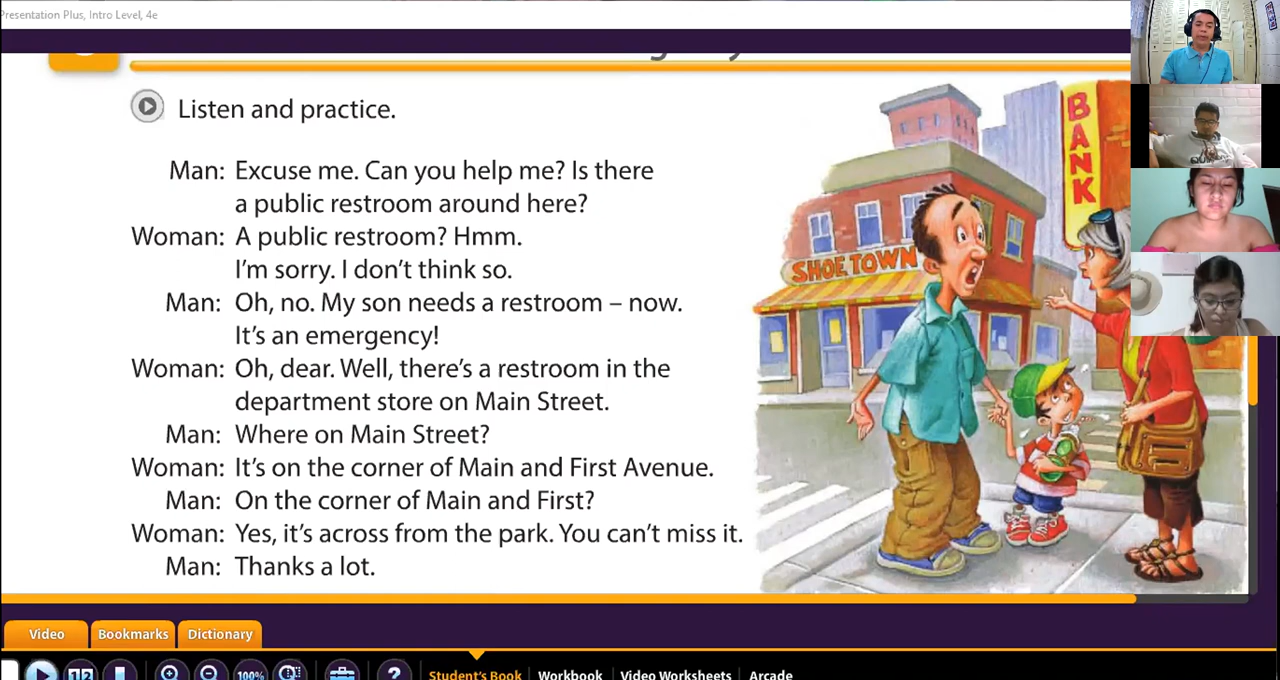 Presentation Plus, Intro Level, 4e
Listen and practice.
Man: Excuse me. Can you help me? Is there
a public restroom around here?
Woman: A public restroom? Hmm.
I'm sorry. I don't think so.
Man: Oh, no. My son needs a restroom – now.
It's an emergency!
Woman: Oh, dear. Well, there's a restroom in the
department store on Main Street.
Man: Where on Main Street?
Woman: It's on the corner of Main and First Avenue.
Man: On the corner of Main and First?
Woman: Yes, it's across from the park. You can't miss it.
Man: Thanks a lot.
SHOE TOWN
BANK
Video Bookmarks Dictionary
100% ? Student's Book Workbook Video Worksheets Arcade